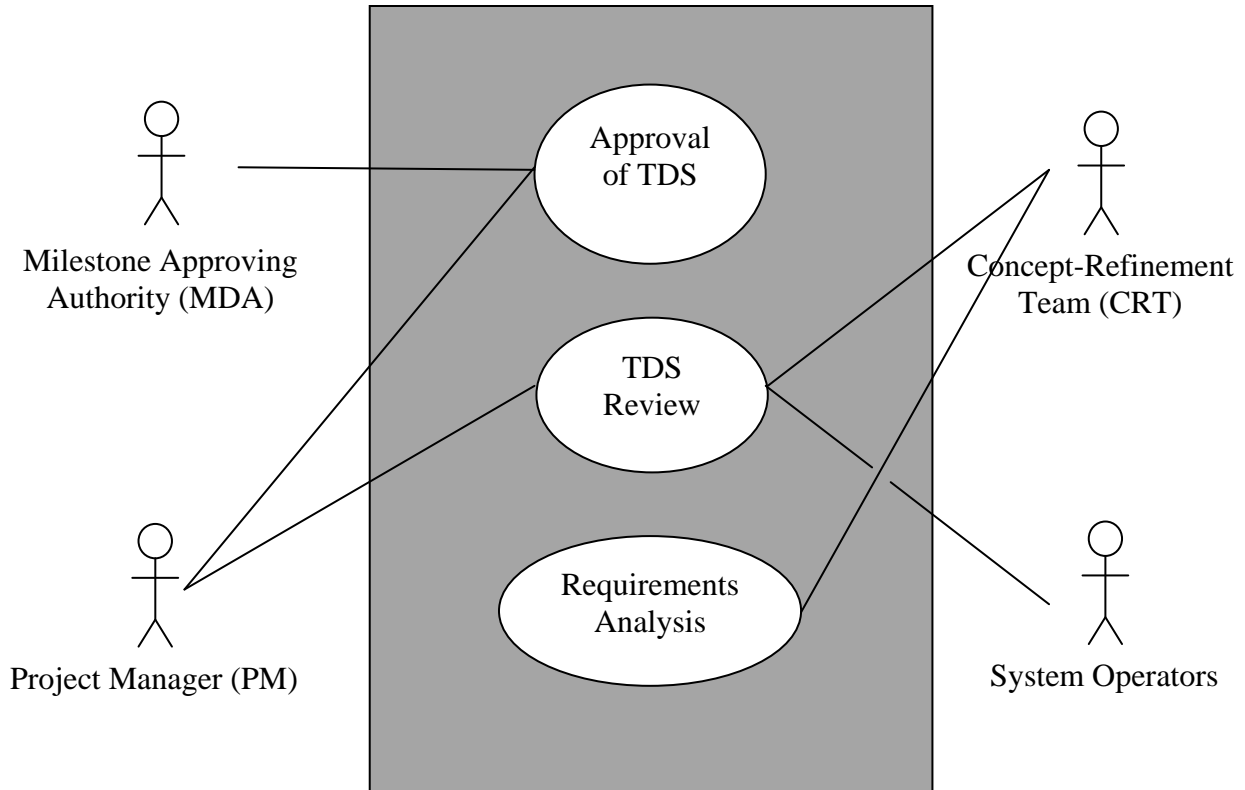 Approval
of TDS
Milestone Approving
Authority (MDA)
Concept-Refinement
Team (CRT)
TDS
Review
Requirements
Analysis
Project Manager (PM)
System Operators